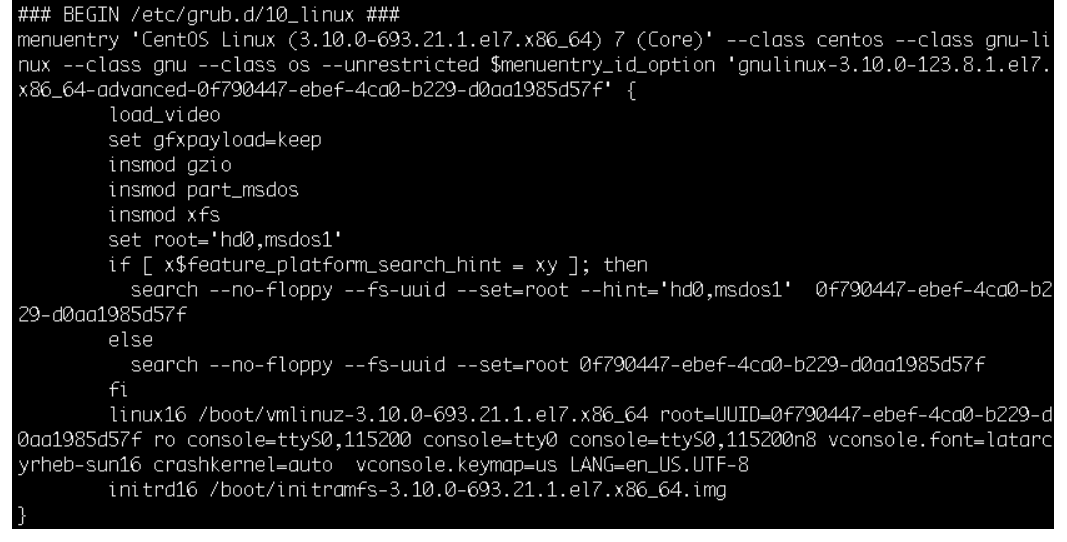 ### BEGIN /etc/grub.d/10_linux ###
menuentry 'CentOS Linux (3.10.0-693.21.1.el7.x86_64) 7 (Core)' --class centos --class gnu-li
nux --class gnu --class os --unrestricted $menuentry_id_option 'gnulinux-3.10.0-123.8.1.el7.
x86_64-advanced-0f790447-ebef-4ca0-b229-d0aa1985d57f' {
        load_video
        set gfxpayload=keep
        insmod gzio
        insmod part_msdos
        insmod xfs
        set root='hd0,msdos1'
        if [ x$feature_platform_search_hint = xy ]; then
          search --no-floppy --fs-uuid --set=root --hint='hd0,msdos1'  0f790447-ebef-4ca0-b2
29-d0aa1985d57f
        else
          search --no-floppy --fs-uuid --set=root 0f790447-ebef-4ca0-b229-d0aa1985d57f
        fi
        linux16 /boot/vmlinuz-3.10.0-693.21.1.el7.x86_64 root=UUID=0f790447-ebef-4ca0-b229-d
0aa1985d57f ro console=ttyS0,115200 console=tty0 console=ttyS0,115200n8 vconsole.font=latarc
yrheb-sun16 crashkernel=auto  vconsole.keymap=us LANG=en_US.UTF-8
        initrd16 /boot/initramfs-3.10.0-693.21.1.el7.x86_64.img
}